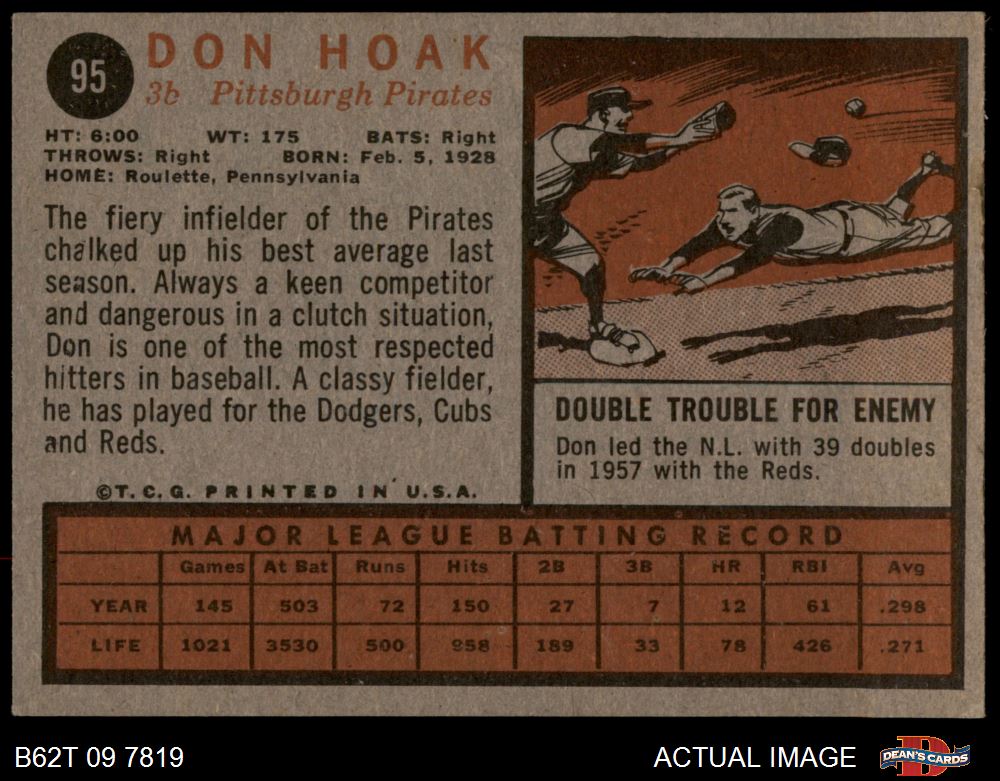 95
DON HOAK
3b Pittsburgh Pirates
HT: 6:00 WT: 175 BATS: Right
THROWS: Right BORN: Feb. 5, 1928
HOME: Roulette, Pennsylvania
The fiery infielder of the Pirates
chalked up his best average last
season. Always a keen competitor
and dangerous in a clutch situation,
Don is one of the most respected
hitters in baseball. A classy fielder,
he has played for the Dodgers, Cubs
and Reds.
©T.C.G. PRINTED IN U.S.A.
DOUBLE TROUBLE FOR ENEMY
Don led the N.L. with 39 doubles
in 1957 with the Reds.
MAJOR LEAGUE BATTING RECORD
Games At Bat Runs Hits 2B 3B HR RBI Avg
YEAR 145 503 72 150 27 7 12 61 .298
LIFE 1021 3530 500 958 189 33 78 426 .271
B62T 09 7819
ACTUAL IMAGE
DEAN'S CARDS